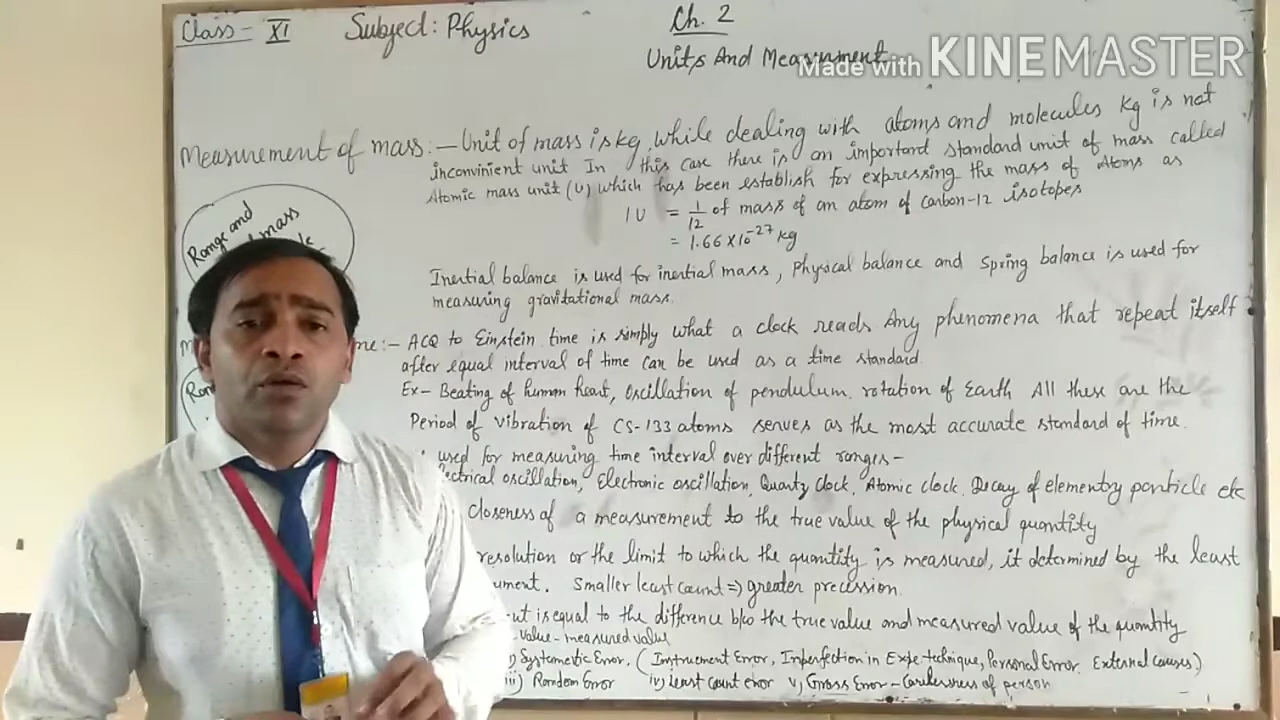 Class - XI Subject: Physics Ch. 2
Units And Measurment
Made with KINEMASTER
Measurement of mass:- Unit of mass is kg, while dealing with atoms and molecules kg is not
inconvinient unit In this case there is an important standard unit of mass called
Atomic mass unit (U) which has been establish for expressing the mass of Atoms as
1U = 1/12 of mass of an atom of carbon-12 isotopes
= 1.66 X 10-27 kg
Range and
mass
Inertial balance is used for inertial mass, Physical balance and Spring balance is used for
measuring gravitational mass.
me:- ACQ to Einstein time is simply what a clock reads Any phenomena that repeat itself
after equal interval of time can be used as a time standard
Ex- Beating of human heart, Oscillation of pendulum, rotation of Earth All these are the
Period of vibration of CS-133 atoms serves as the most accurate standard of time.
used for measuring time interval over different ranges-
ectrical oscillation, Electronic oscillation, Quartz clock, Atomic clock, Decay of elementry particle etc
closeness of a measurement to the true value of the physical quantity
resolution or the limit to which the quantity is measured, it determined by the least
ument. Smaller least count => greater precession
ut is equal to the difference b/w the true value and measured value of the quantity
value - measured value
Systemetic Error, (Instruement Error, Inperfection in Expe technique, Personal Error. External causes)
iii) Random Error iv) Least count error v) Gross Error - Carelessness of person